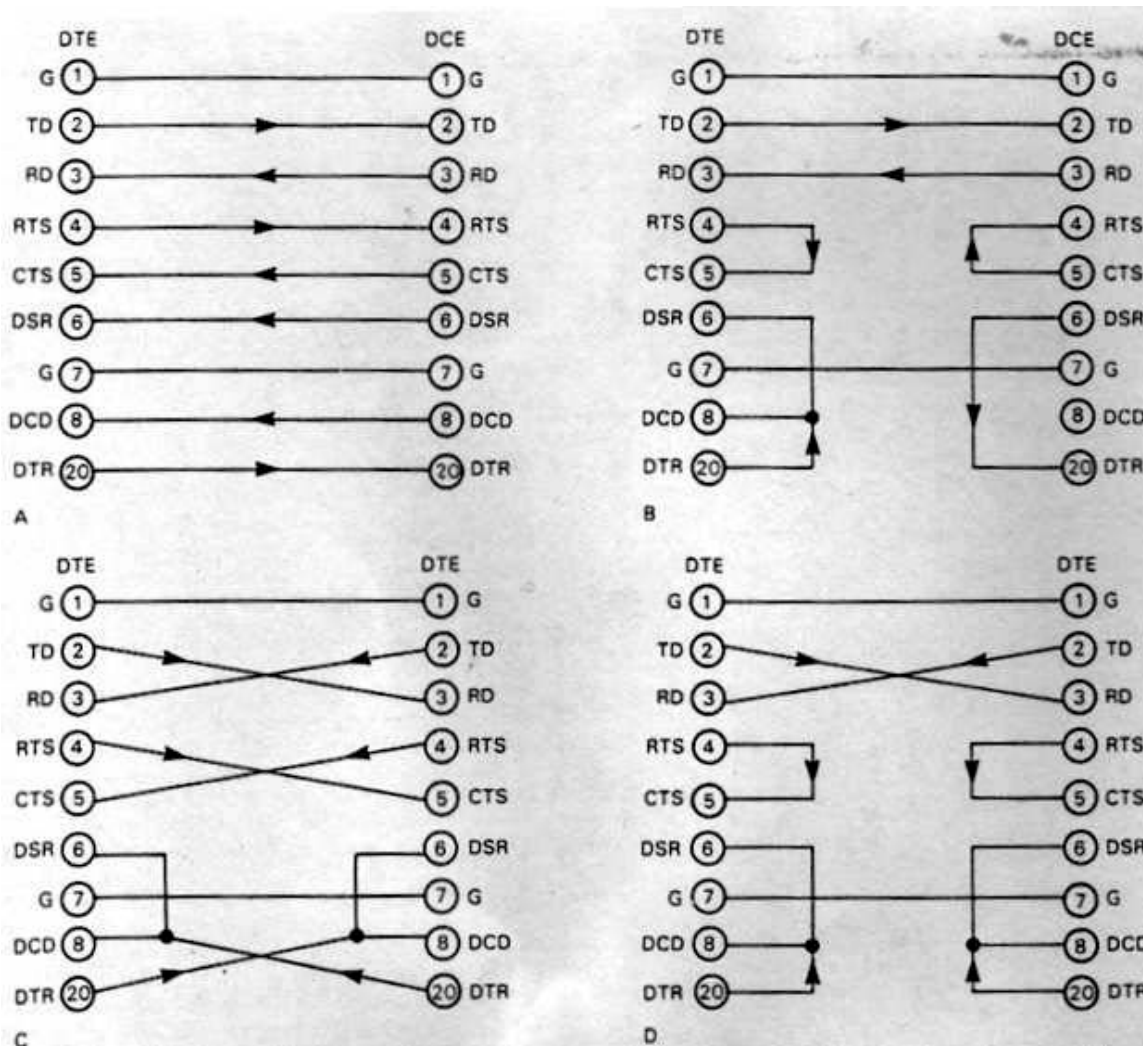 DTE DCE
G 1 1 G
TD 2 2 TD
RD 3 3 RD
RTS 4 4 RTS
CTS 5 5 CTS
DSR 6 6 DSR
G 7 7 G
DCD 8 8 DCD
DTR 20 20 DTR
A
DTE DCE
G 1 1 G
TD 2 2 TD
RD 3 3 RD
RTS 4 4 RTS
CTS 5 5 CTS
DSR 6 6 DSR
G 7 7 G
DCD 8 8 DCD
DTR 20 20 DTR
B
DTE DTE
G 1 1 G
TD 2 2 TD
RD 3 3 RD
RTS 4 4 RTS
CTS 5 5 CTS
DSR 6 6 DSR
G 7 7 G
DCD 8 8 DCD
DTR 20 20 DTR
C
DTE DTE
G 1 1 G
TD 2 2 TD
RD 3 3 RD
RTS 4 4 RTS
CTS 5 5 CTS
DSR 6 6 DSR
G 7 7 G
DCD 8 8 DCD
DTR 20 20 DTR
D